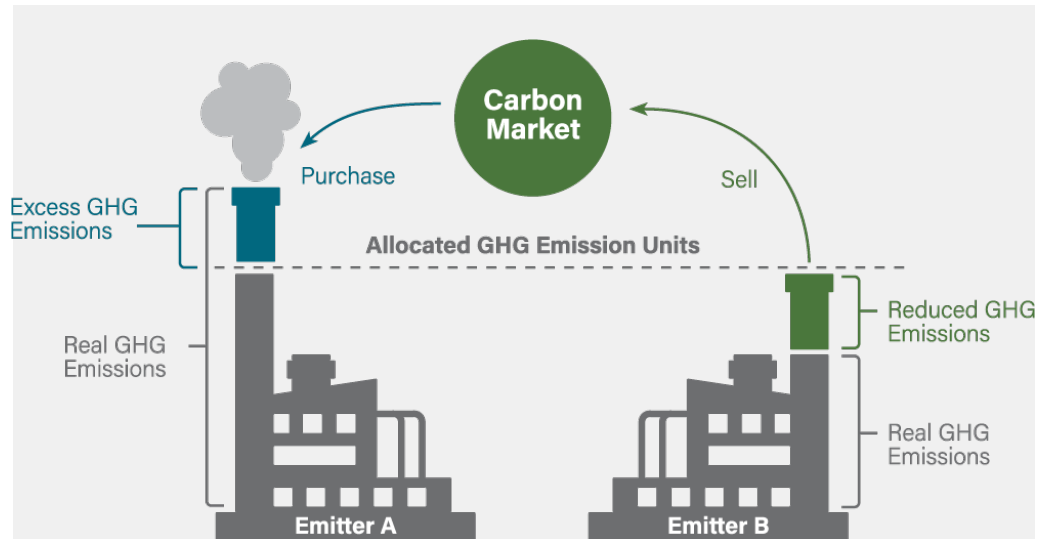 Carbon
Market
Purchase
Sell
Excess GHG
Emissions
Allocated GHG Emission Units
Real GHG
Emissions
Reduced GHG
Emissions
Real GHG
Emissions
Emitter A
Emitter B